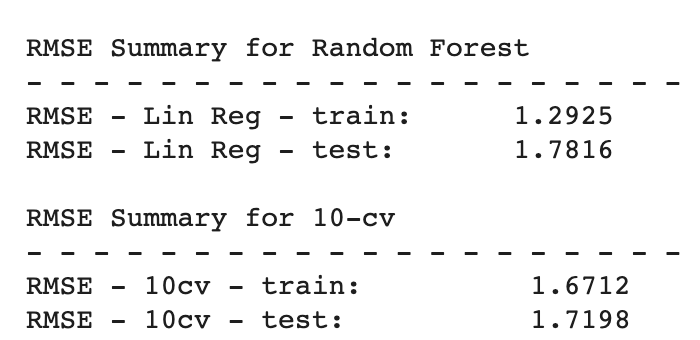 RMSE Summary for Random Forest
- - - - - - - - - - - - - - - - - - - -
RMSE - Lin Reg - train: 1.2925
RMSE - Lin Reg - test: 1.7816
RMSE Summary for 10-cv
- - - - - - - - - - - - - - - - - - - -
RMSE - 10cv - train: 1.6712
RMSE - 10cv - test: 1.7198